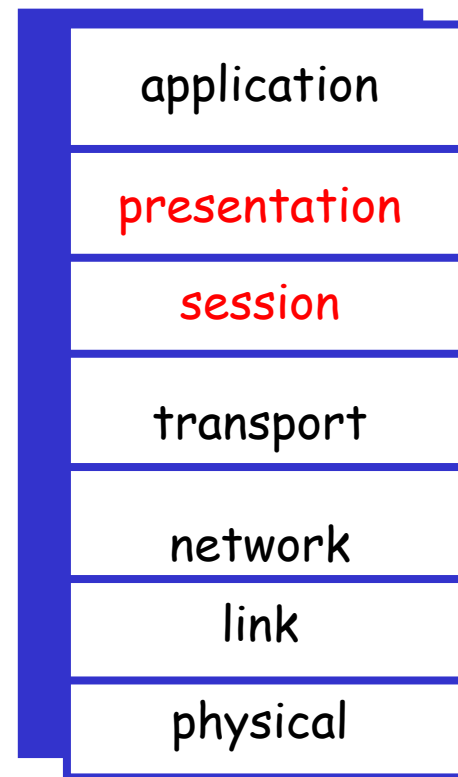 application
presentation
session
transport
network
link
physical